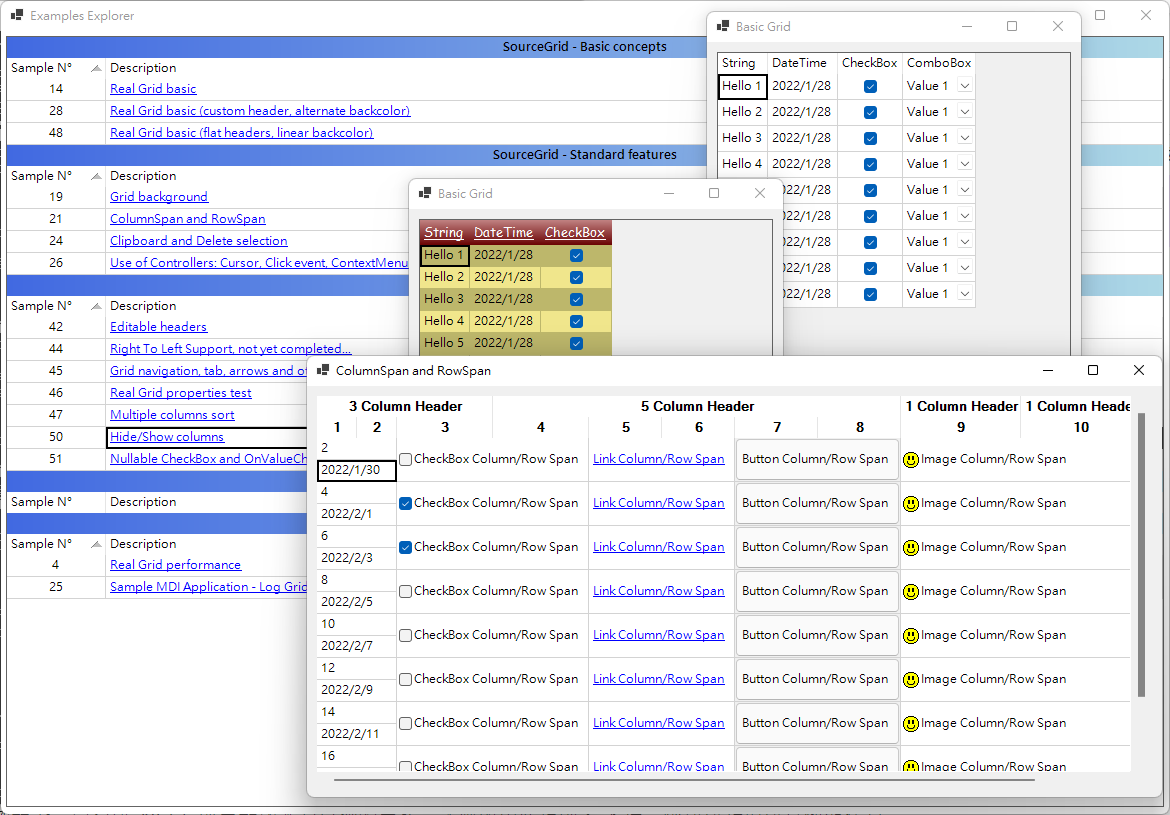 Examples Explorer
SourceGrid - Basic concepts
Sample N° Description
14 Real Grid basic
28 Real Grid basic (custom header, alternate backcolor)
48 Real Grid basic (flat headers, linear backcolor)
SourceGrid - Standard features
Sample N° Description
19 Grid background
21 ColumnSpan and RowSpan
24 Clipboard and Delete selection
26 Use of Controllers: Cursor, Click event, ContextMenu
Sample N° Description
42 Editable headers
44 Right To Left Support, not yet completed...
45 Grid navigation, tab, arrows and
46 Real Grid properties test
47 Multiple columns sort
50 Hide/Show columns
51 Nullable CheckBox and
Sample N° Description
Sample N° Description
4 Real Grid performance
25 Sample MDI Application - Log
Basic Grid
String DateTime CheckBox ComboBox
Hello 1 2022/1/28 Value 1
Hello 2 2022/1/28 Value 1
Hello 3 2022/1/28 Value 1
Hello 4 2022/1/28 Value 1
2022/1/28 Value 1
2022/1/28 Value 1
2022/1/28 Value 1
2022/1/28 Value 1
2022/1/28 Value 1
Basic Grid
String DateTime CheckBox
Hello 1 2022/1/28
Hello 2 2022/1/28
Hello 3 2022/1/28
Hello 4 2022/1/28
Hello 5 2022/1/28
ColumnSpan and RowSpan
3 Column Header 5 Column Header 1 Column Header 1 Column
1 2 3 4 5 6 7 8 9 10
2
2022/1/30 CheckBox Column/Row Span Link Column/Row Span Button Column/Row Span Image Column/Row Span
4
2022/2/1 CheckBox Column/Row Span Link Column/Row Span Button Column/Row Span Image Column/Row Span
6
2022/2/3 CheckBox Column/Row Span Link Column/Row Span Button Column/Row Span Image Column/Row Span
8
2022/2/5 CheckBox Column/Row Span Link Column/Row Span Button Column/Row Span Image Column/Row Span
10
2022/2/7 CheckBox Column/Row Span Link Column/Row Span Button Column/Row Span Image Column/Row Span
12
2022/2/9 CheckBox Column/Row Span Link Column/Row Span Button Column/Row Span Image Column/Row Span
14
2022/2/11 CheckBox Column/Row Span Link Column/Row Span Button Column/Row Span Image Column/Row Span
16
CheckBox Column/Row Span Link Column/Row Span Button Column/Row Span Image Column/Row Span